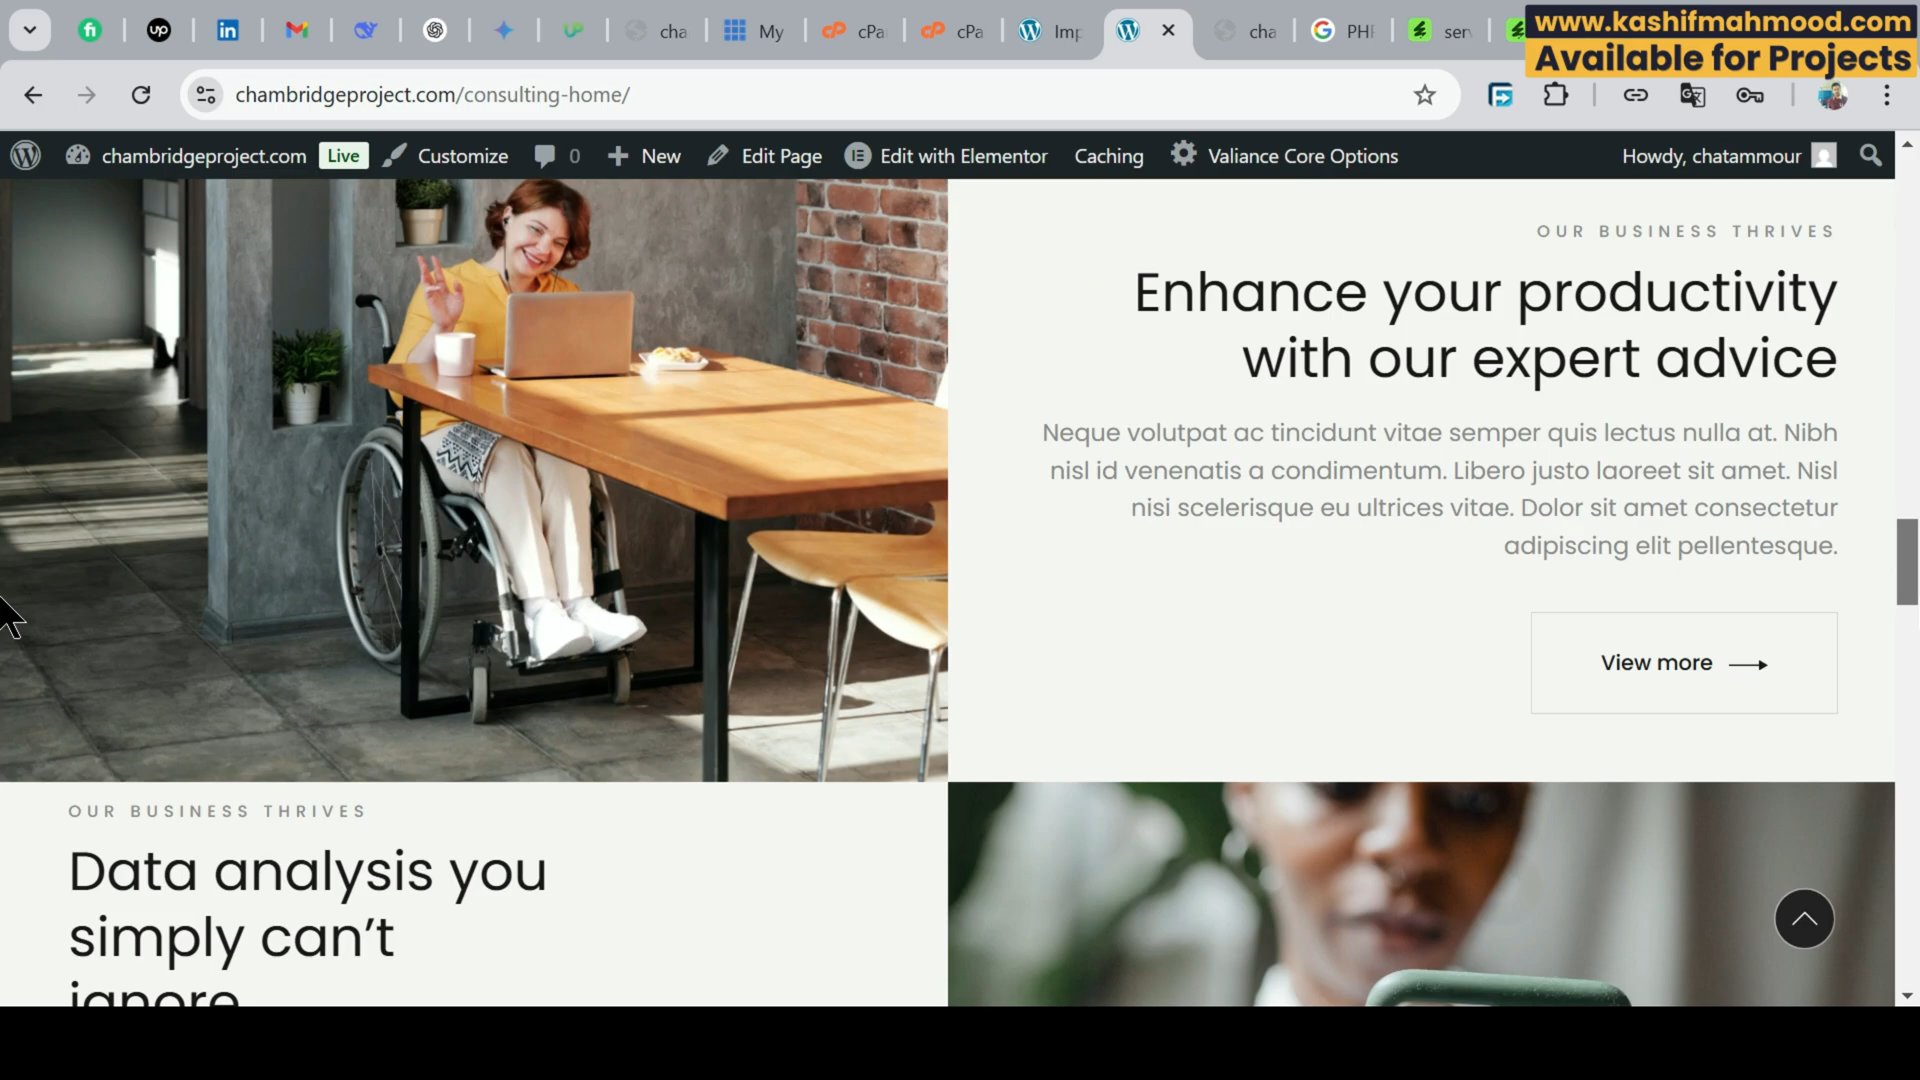 cha
My
cPa
cPa
Imp
cha
PHP
serv
www.kashifmahmood.com
Available for Projects
chambridgeproject.com/consulting-home/
chambridgeproject.com Live Customize 0 New Edit Page Edit with Elementor Caching Valiance Core Options Howdy, chatammour
OUR BUSINESS THRIVES
Enhance your productivity
with our expert advice
Neque volutpat ac tincidunt vitae semper quis lectus nulla at. Nibh
nisl id venenatis a condimentum. Libero justo laoreet sit amet. Nisl
nisi scelerisque eu ultrices vitae. Dolor sit amet consectetur
adipiscing elit pellentesque.
View more
OUR BUSINESS THRIVES
Data analysis you
simply can’t
ignore